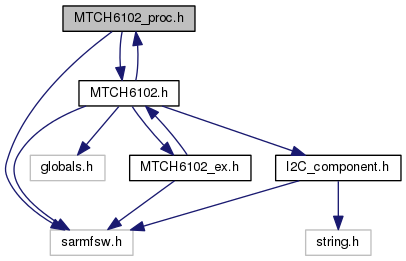 MTCH6102_proc.h
MTCH6102.h
globals.h
MTCH6102_ex.h
I2C_component.h
sarmfsw.h
string.h